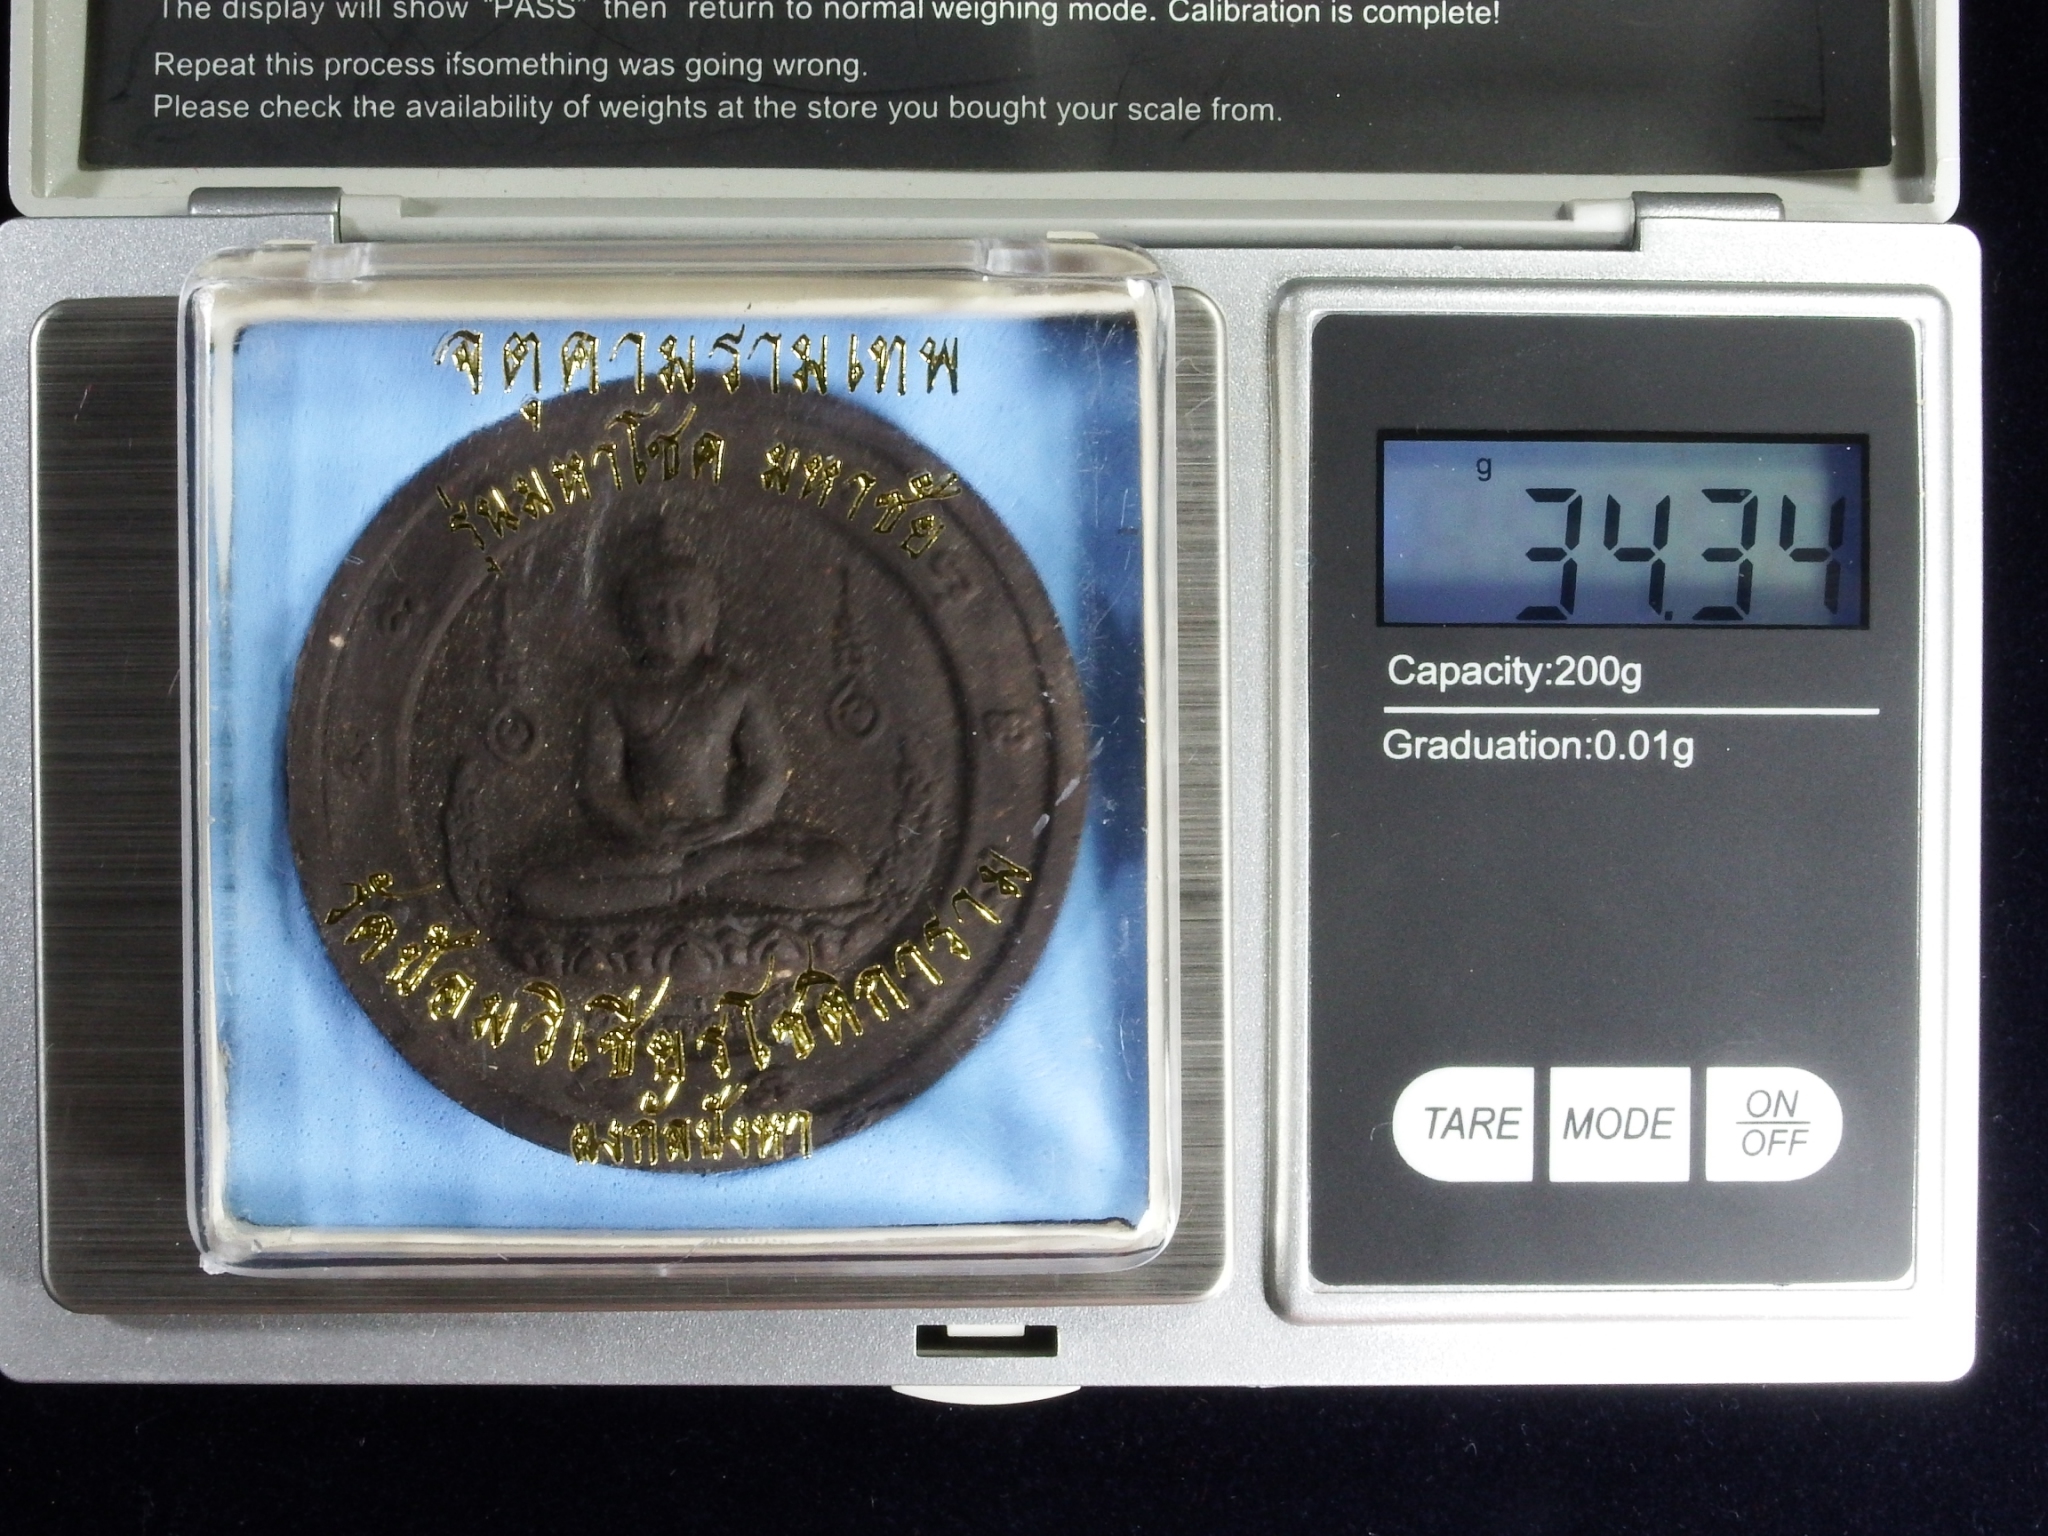 The display will show "PASS" then return to normal weighing mode. Calibration is complete!
Repeat this process ifsomething was going wrong.
Please check the availability of weights at the store you bought your scale from.
จตุคามรามเทพ
รุ่นมหาโชค มหาชัย
วัดป้อมวิเชียรโชติการาม
องก์ศปัั้งหา
g
34.34
Capacity:200g
Graduation:0.01g
TARE
MODE
ON
OFF